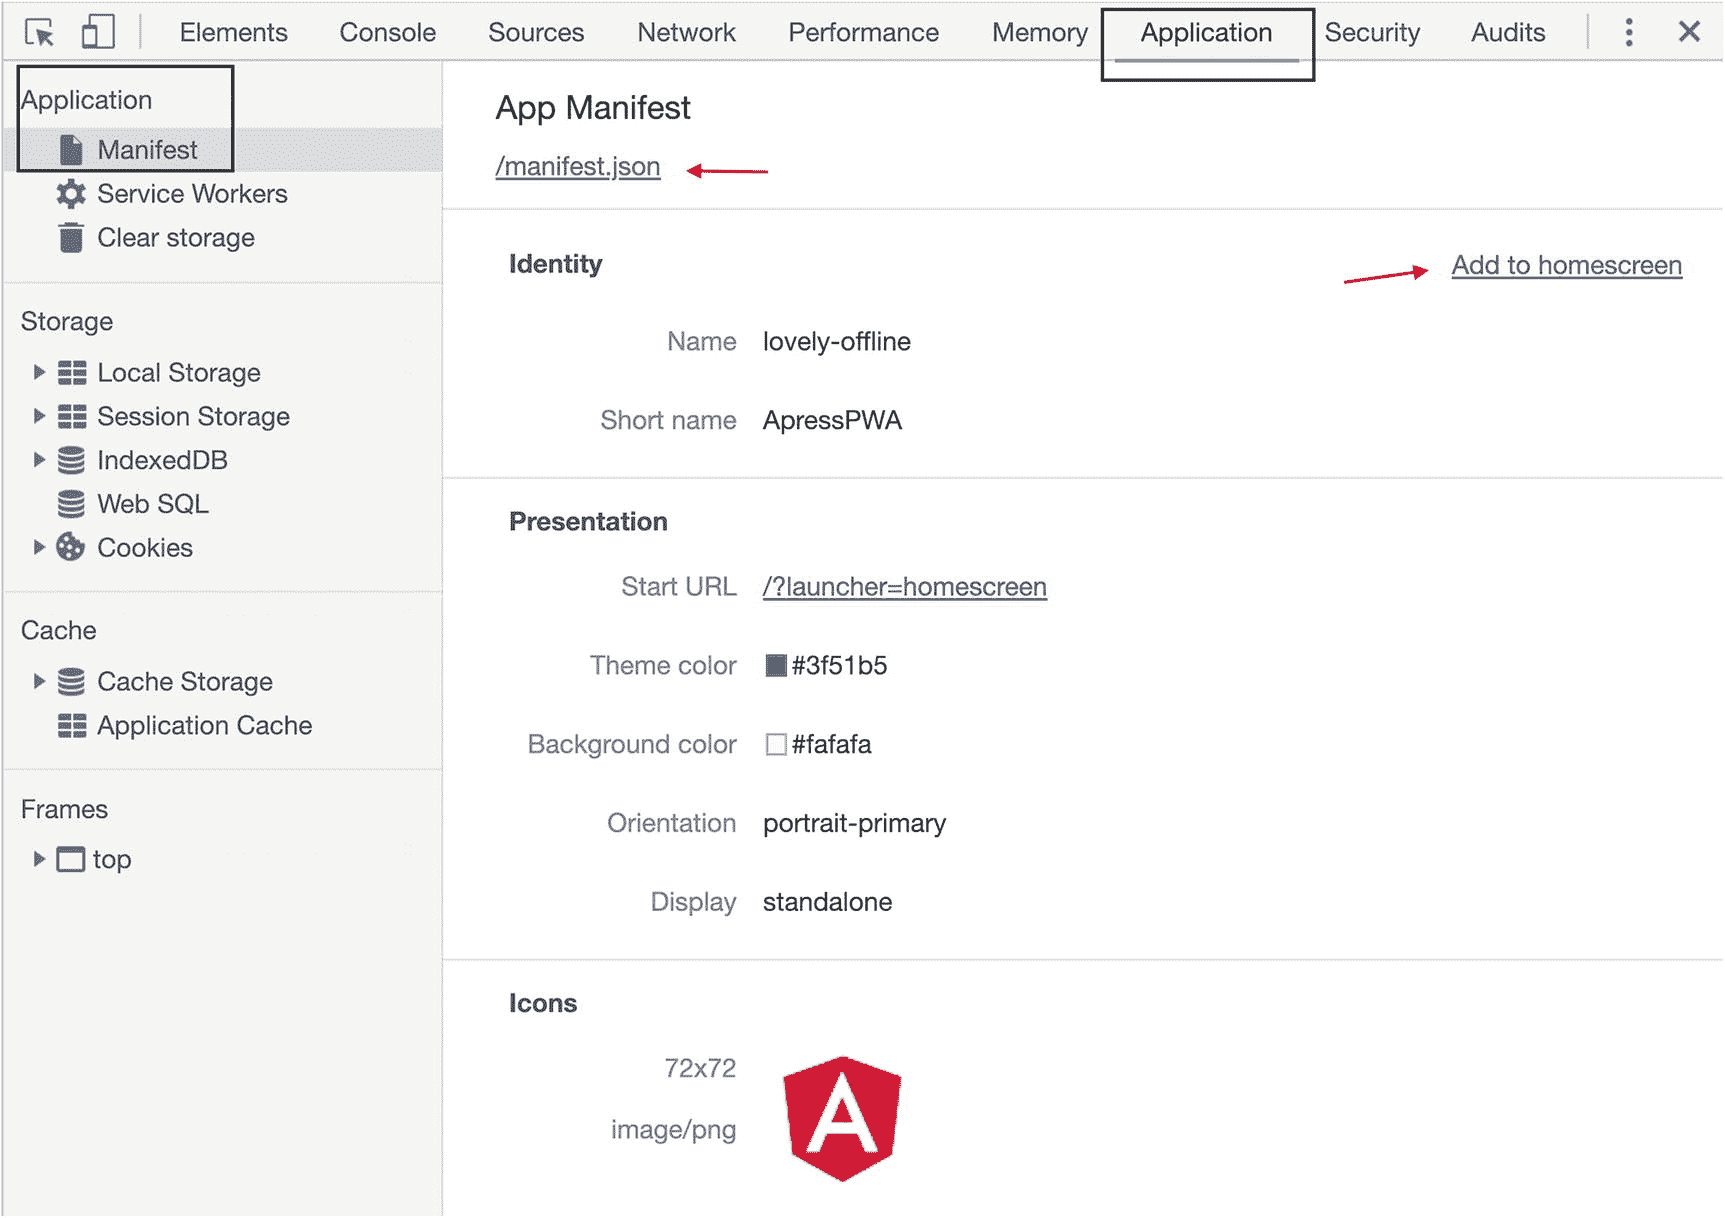 Elements Console Sources Network Performance Memory Application Security Audits
Application
Manifest
Service Workers
Clear storage
Storage
Local Storage
Session Storage
IndexedDB
Web SQL
Cookies
Cache
Cache Storage
Application Cache
Frames
top
App Manifest
/manifest.json
Identity
Add to homescreen
Name lovely-offline
Short name ApressPWA
Presentation
Start URL /?launcher=homescreen
Theme color #3f51b5
Background color #fafafa
Orientation portrait-primary
Display standalone
Icons
72x72
image/png
A